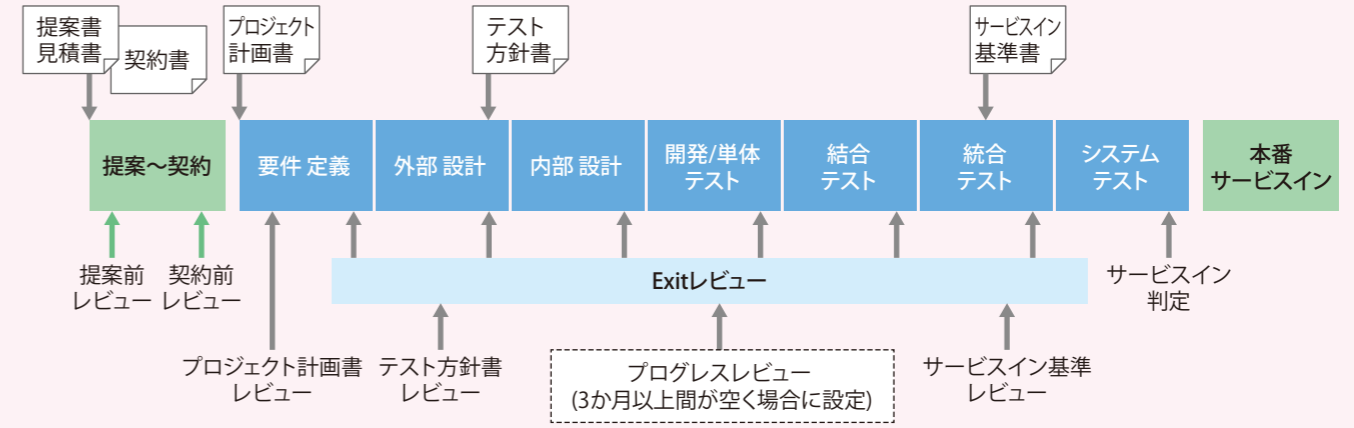 提案書
見積書
契約書
プロジェクト
計画書
テスト
方針書
サービスイン
基準書
提案～契約
要件 定義
外部 設計
内部 設計
開発/単体
テスト
結合
テスト
統合
テスト
システム
テスト
本番
サービスイン
提案前
レビュー
契約前
レビュー
Exitレビュー
サービスイン
判定
プロジェクト計画書
レビュー
テスト方針書
レビュー
プログレスレビュー
(3か月以上間が空く場合に設定)
サービスイン基準
レビュー